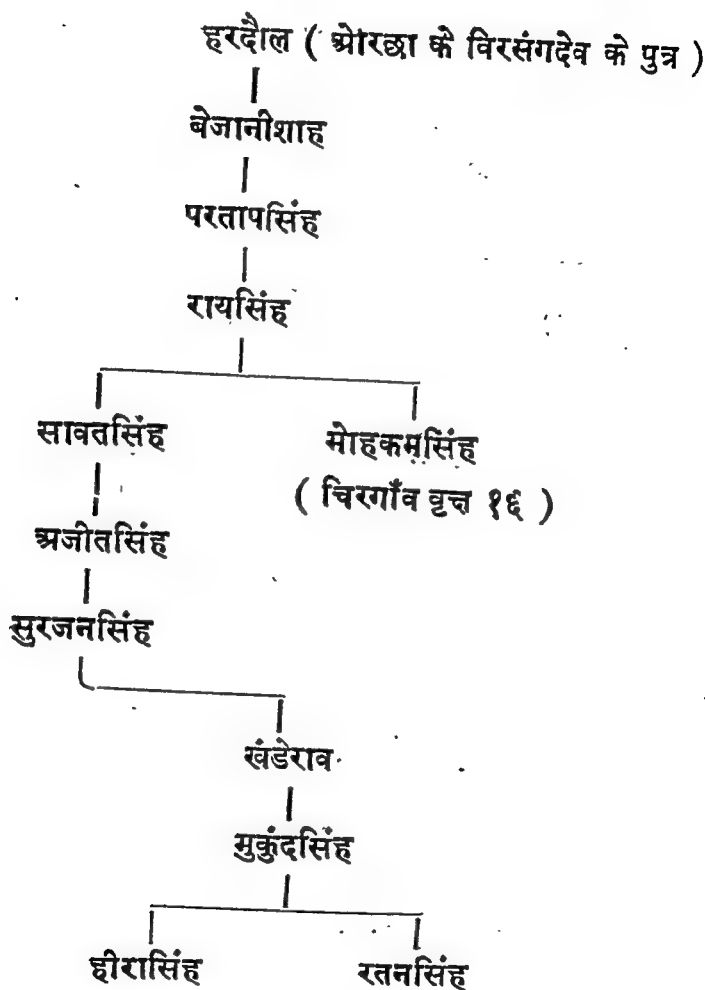 हरदौल ( ओरछा के विरसंगदेव के पुत्र )
बेजानीशाह
परतापसिंह
रायसिंह
सावतसिंह मोहकमसिंह
( चिरगाँव वृत्त १६ )
अजीतसिंह
सुरजनसिंह
खंडेराव
मुकुंदसिंह
हीरासिंह रतनसिंह